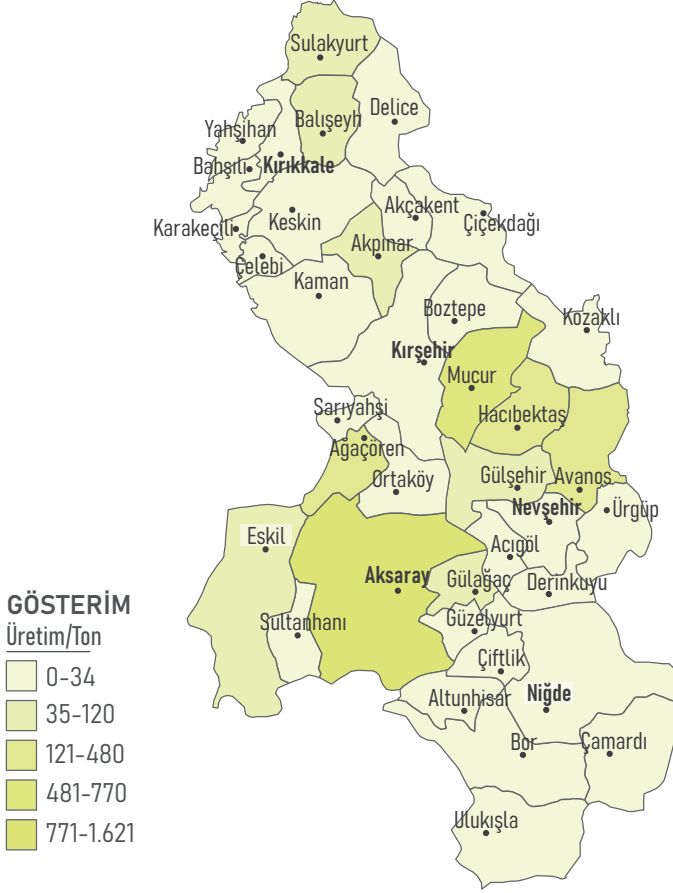 Sulakyurt
Delice
Balışeyh
Yahşihan
Bahşılı
Kırıkkale
Akçakent
Karakeçili
Keskin
Çiçekdağı
Akpınar
Çelebi
Kaman
Boztepe
Kozaklı
Kırşehir
Mucur
Sarıyahşi
Hacıbektaş
Ağaçören
Ortaköy
Gülşehir
Avanos
Nevşehir
Ürgüp
Eskil
Acıgöl
Aksaray
Gülağaç
Derinkuyu
Sultanhanı
Güzelyurt
Çiftlik
Altunhisar
Niğde
Bor
Çamardı
Ulukışla
GÖSTERİM
Üretim/Ton
0-34
35-120
121-480
481-770
771-1.621